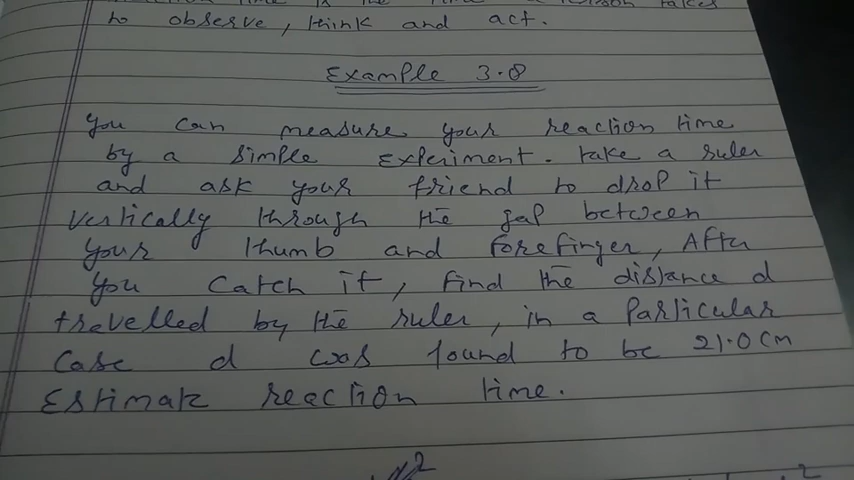 to observe, think and act.
Example 3.8
You can measure your reaction time
by a simple experiment. take a ruler
and ask your friend to drop it
vertically through the gap between
your thumb and forefinger, After
you catch it, find the distance d
travelled by the ruler, in a particular
case d was found to be 21.0 cm
Estimate reaction time.